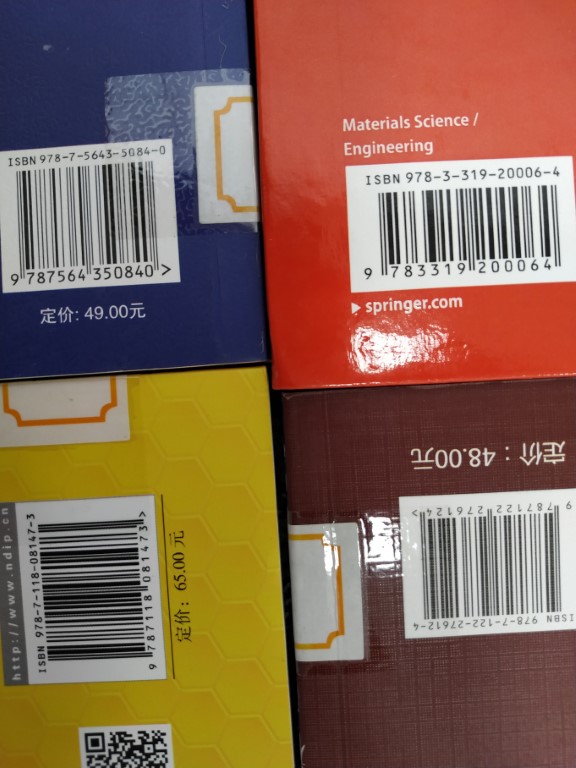 ISBN 978-7-5643-5084-0
9 787564 350840 >
定价: 49.00元
Materials Science /
Engineering
ISBN 978-3-319-20006-4
9 783319 200064
springer.com
http://www.ndip.cn
ISBN 978-7-118-08147-3
9 787118 081473 >
定价：65.00 元
定价：48.00元
ISBN 978-7-122-27612-4
9 787122 276124 >